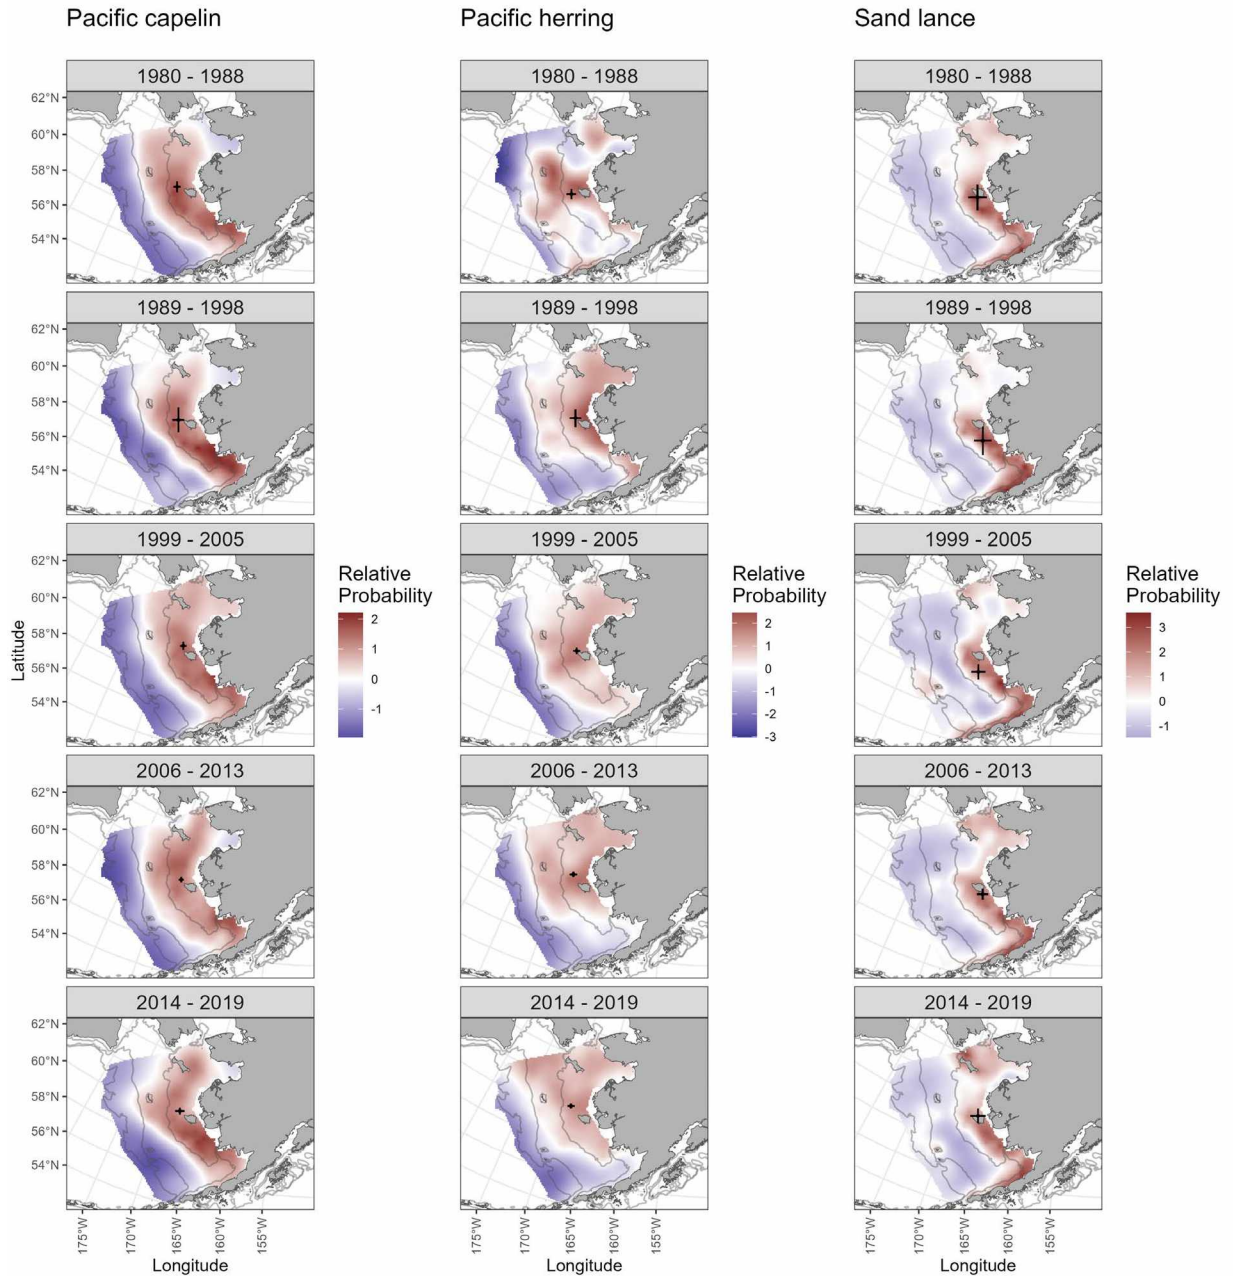 Pacific capelin
Pacific herring
Sand lance
1980 - 1988
1980 - 1988
1980 - 1988
62°N
60°N
58°N
56°N
54°N
1989 - 1998
1989 - 1998
1989 - 1998
62°N
60°N
58°N
56°N
54°N
1999 - 2005
1999 - 2005
1999 - 2005
62°N
60°N
58°N
56°N
54°N
Latitude
Relative
Probability
2
1
0
-1
Relative
Probability
2
1
0
-1
-2
-3
Relative
Probability
3
2
1
0
-1
2006 - 2013
2006 - 2013
2006 - 2013
62°N
60°N
58°N
56°N
54°N
2014 - 2019
2014 - 2019
2014 - 2019
62°N
60°N
58°N
56°N
54°N
175°W
170°W
165°W
160°W
155°W
175°W
170°W
165°W
160°W
155°W
175°W
170°W
165°W
160°W
155°W
Longitude
Longitude
Longitude